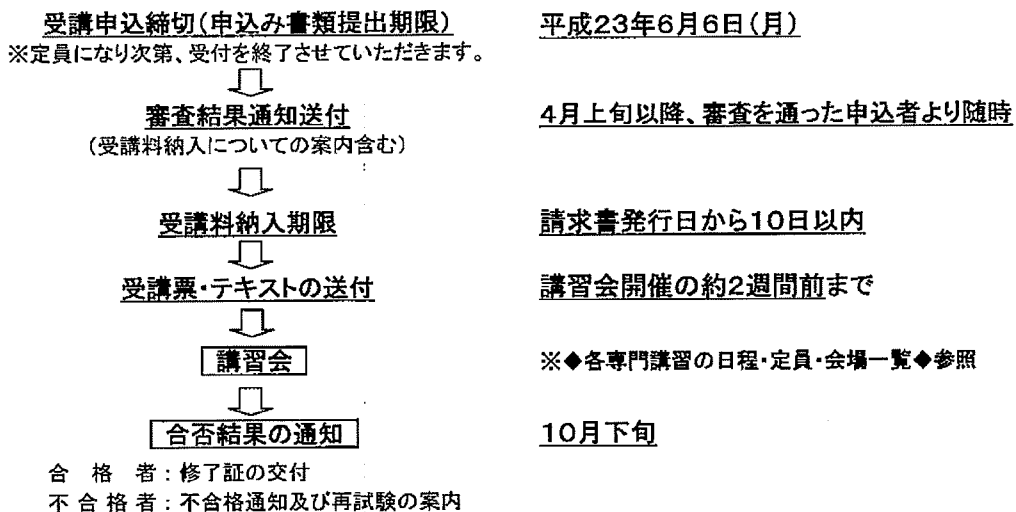 受講申込締切(申込み書類提出期限) 平成23年6月6日(月)
※定員になり次第、受付を終了させていただきます。
審査結果通知送付 4月上旬以降、審査を通った申込者より随時
(受講料納入についての案内含む)
受講料納入期限 請求書発行日から10日以内
受講票・テキストの送付 講習会開催の約2週間前まで
講習会 ※◆各専門講習の日程・定員・会場一覧◆参照
合否結果の通知 10月下旬
合格者:修了証の交付
不合格者:不合格通知及び再試験の案内